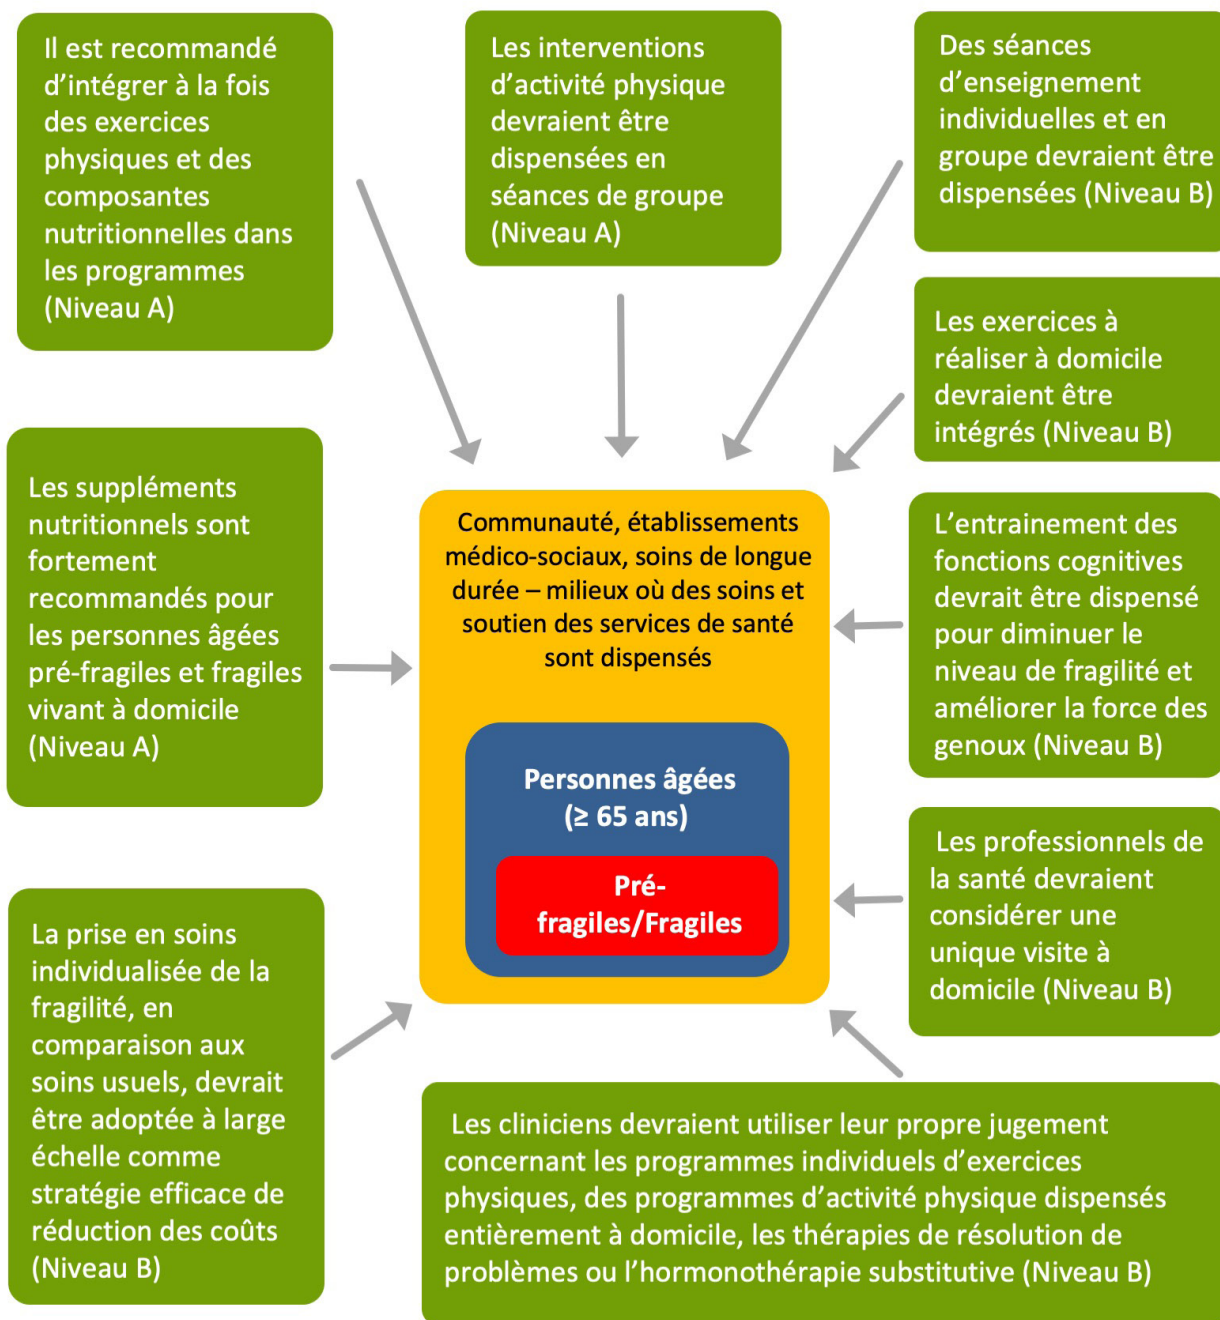 Il est recommandé
d’intégrer à la fois
des exercices
physiques et des
composantes
nutritionnelles dans
les programmes
(Niveau A)
Les interventions
d’activité physique
devraient être
dispensées en
séances de groupe
(Niveau A)
Des séances
d’enseignement
individuelles et en
groupe devraient être
dispensées (Niveau B)
Les exercices à
réaliser à domicile
devraient être
intégrés (Niveau B)
Les suppléments
nutritionnels sont
fortement
recommandés pour
les personnes âgées
pré-fragiles et fragiles
vivant à domicile
(Niveau A)
Communauté, établissements
médico-sociaux, soins de longue
durée – milieux où des soins et
soutien des services de santé
sont dispensés
Personnes âgées
(≥ 65 ans)
Pré-
fragiles/Fragiles
L’entrainement des
fonctions cognitives
devrait être dispensé
pour diminuer le
niveau de fragilité et
améliorer la force des
genoux (Niveau B)
Les professionnels de
la santé devraient
considérer une
unique visite à
domicile (Niveau B)
La prise en soins
individualisée de la
fragilité, en
comparaison aux
soins usuels, devrait
être adoptée à large
échelle comme
stratégie efficace de
réduction des coûts
(Niveau B)
Les cliniciens devraient utiliser leur propre jugement
concernant les programmes individuels d’exercices
physiques, des programmes d’activité physique dispensés
entièrement à domicile, les thérapies de résolution de
problèmes ou l’hormonothérapie substitutive (Niveau B)